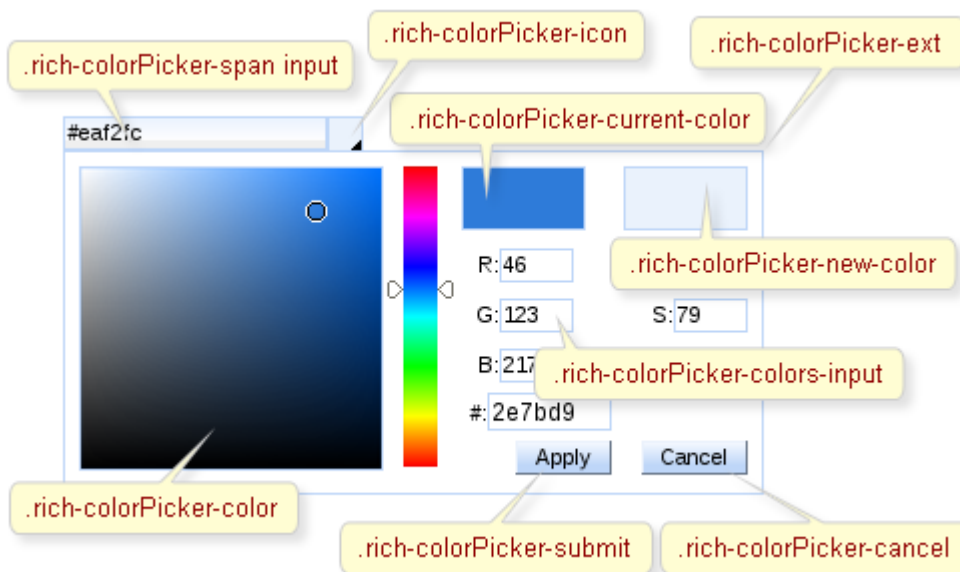 .rich-colorPicker-icon
.rich-colorPicker-ext
.rich-colorPicker-span input
.rich-colorPicker-current-color
#eaf2fc
.rich-colorPicker-new-color
R: 46
G: 123
S: 79
B: 217
.rich-colorPicker-colors-input
#: 2e7bd9
Apply
Cancel
.rich-colorPicker-color
.rich-colorPicker-submit
.rich-colorPicker-cancel